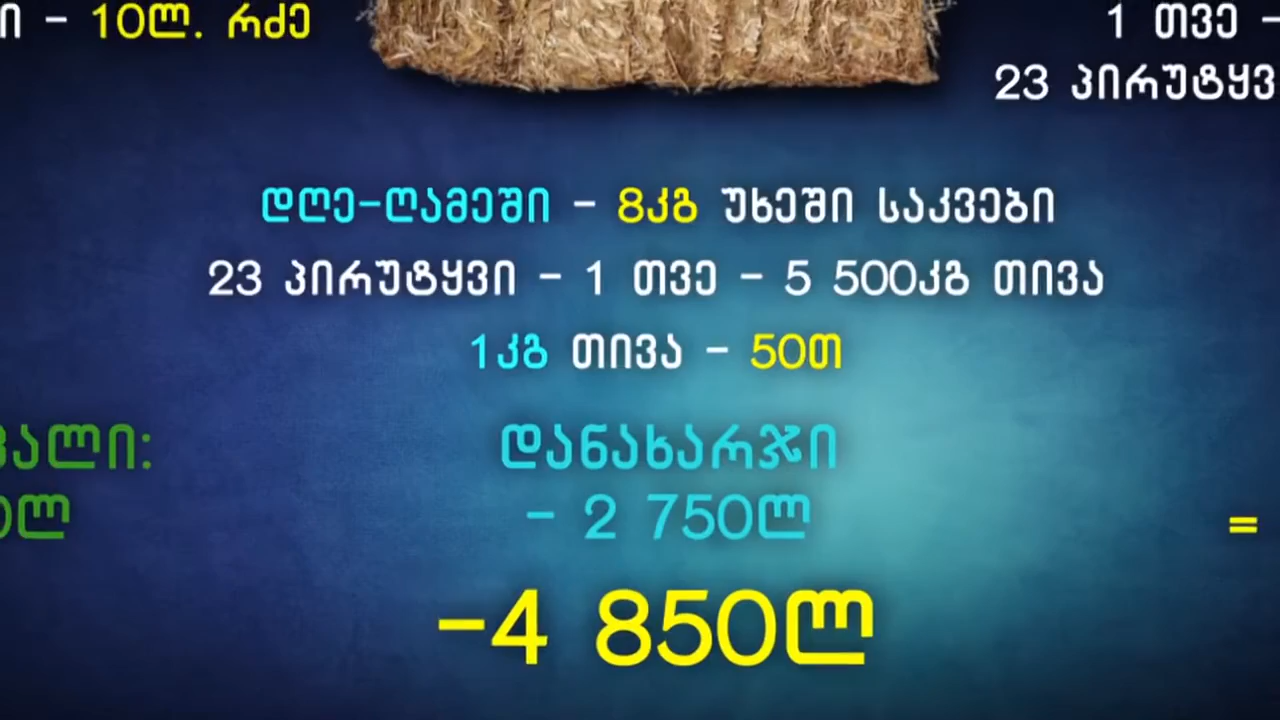 - 10ლ. რძე
1 თვე -
23 პირუტყვ
დღე-ღამეში - 8კგ უხეში საკვები
23 პირუტყვი - 1 თვე - 5 500კგ თივა
1კგ თივა - 50თ
დანახარჯი
- 2 750ლ
=
-4 850ლ